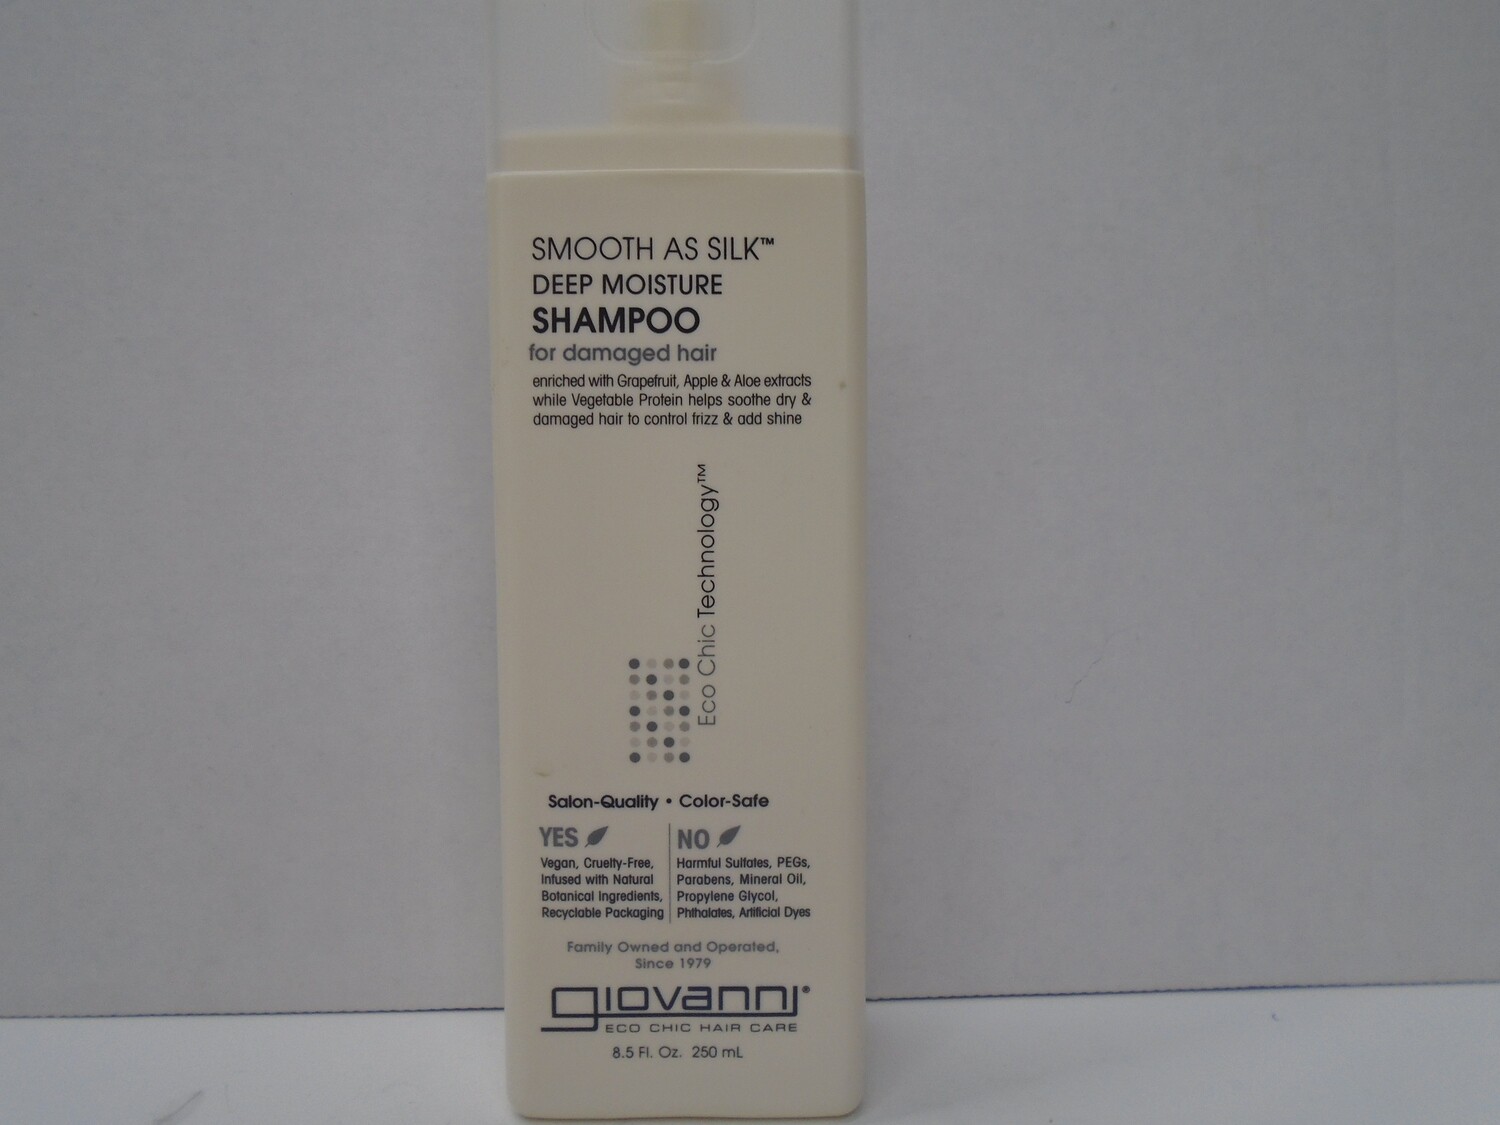 SMOOTH AS SILK™
DEEP MOISTURE
SHAMPOO
for damaged hair
enriched with Grapefruit, Apple & Aloe extracts
while Vegetable Protein helps soothe dry &
damaged hair to control frizz & add shine
Eco Chic Technology™
Salon-Quality • Color-Safe
YES
Vegan, Cruelty-Free,
Infused with Natural
Botanical Ingredients,
Recyclable Packaging
NO
Harmful Sulfates, PEGs,
Parabens, Mineral Oil,
Propylene Glycol,
Phthalates, Artificial Dyes
Family Owned and Operated,
Since 1979
giovanni®
ECO CHIC HAIR CARE
8.5 Fl. Oz. 250 mL